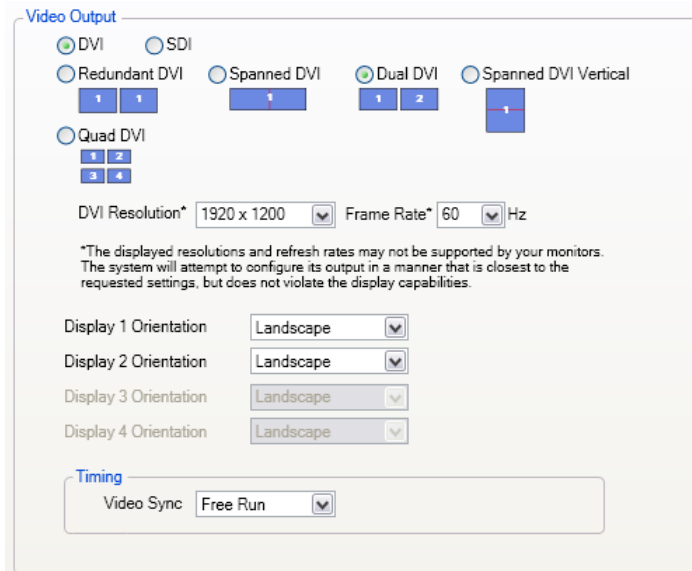 Video Output
DVI SDI
Redundant DVI Spanned DVI Dual DVI Spanned DVI Vertical
1 1 1 1 2 1
Quad DVI
1 2
3 4
DVI Resolution* 1920 x 1200 Frame Rate* 60 Hz
*The displayed resolutions and refresh rates may not be supported by your monitors.
The system will attempt to configure its output in a manner that is closest to the
requested settings, but does not violate the display capabilities.
Display 1 Orientation Landscape
Display 2 Orientation Landscape
Display 3 Orientation Landscape
Display 4 Orientation Landscape
Timing
Video Sync Free Run